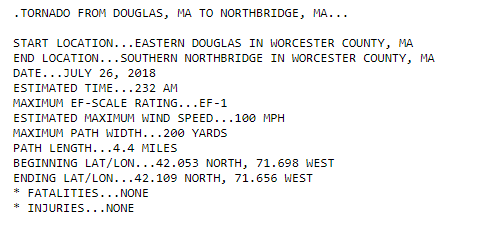 .TORNADO FROM DOUGLAS, MA TO NORTHBRIDGE, MA...
START LOCATION...EASTERN DOUGLAS IN WORCESTER COUNTY, MA
END LOCATION...SOUTHERN NORTHBRIDGE IN WORCESTER COUNTY, MA
DATE...JULY 26, 2018
ESTIMATED TIME...232 AM
MAXIMUM EF-SCALE RATING...EF-1
ESTIMATED MAXIMUM WIND SPEED...100 MPH
MAXIMUM PATH WIDTH...200 YARDS
PATH LENGTH...4.4 MILES
BEGINNING LAT/LON...42.053 NORTH, 71.698 WEST
ENDING LAT/LON...42.109 NORTH, 71.656 WEST
* FATALITIES...NONE
* INJURIES...NONE